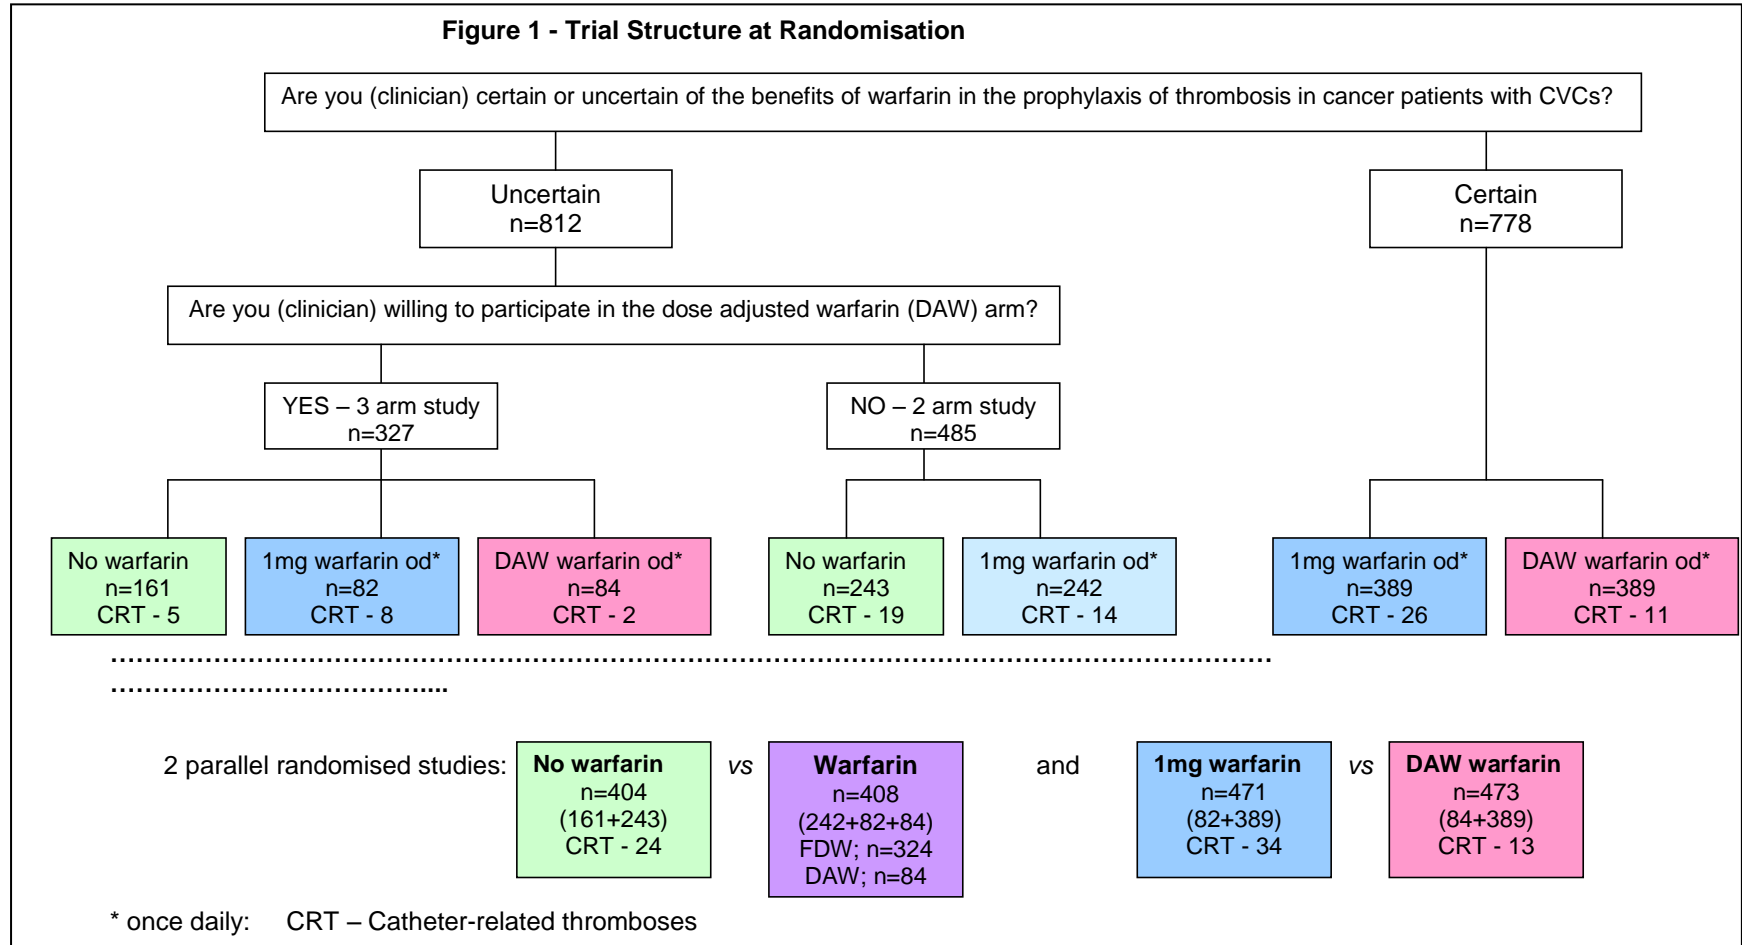 Figure 1 - Trial Structure at Randomisation
Are you (clinician) certain or uncertain of the benefits of warfarin in the prophylaxis of thrombosis in cancer patients with CVCs?
Uncertain
n=812
Certain
n=778
Are you (clinician) willing to participate in the dose adjusted warfarin (DAW) arm?
YES – 3 arm study
n=327
NO – 2 arm study
n=485
No warfarin
n=161
CRT - 5
1mg warfarin od*
n=82
CRT - 8
DAW warfarin od*
n=84
CRT - 2
No warfarin
n=243
CRT - 19
1mg warfarin od*
n=242
CRT - 14
1mg warfarin od*
n=389
CRT - 26
DAW warfarin od*
n=389
CRT - 11
2 parallel randomised studies:
No warfarin
n=404
(161+243)
CRT - 24
vs
Warfarin
n=408
(242+82+84)
FDW; n=324
DAW; n=84
and
1mg warfarin
n=471
(82+389)
CRT - 34
vs
DAW warfarin
n=473
(84+389)
CRT - 13
* once daily: CRT – Catheter-related thromboses